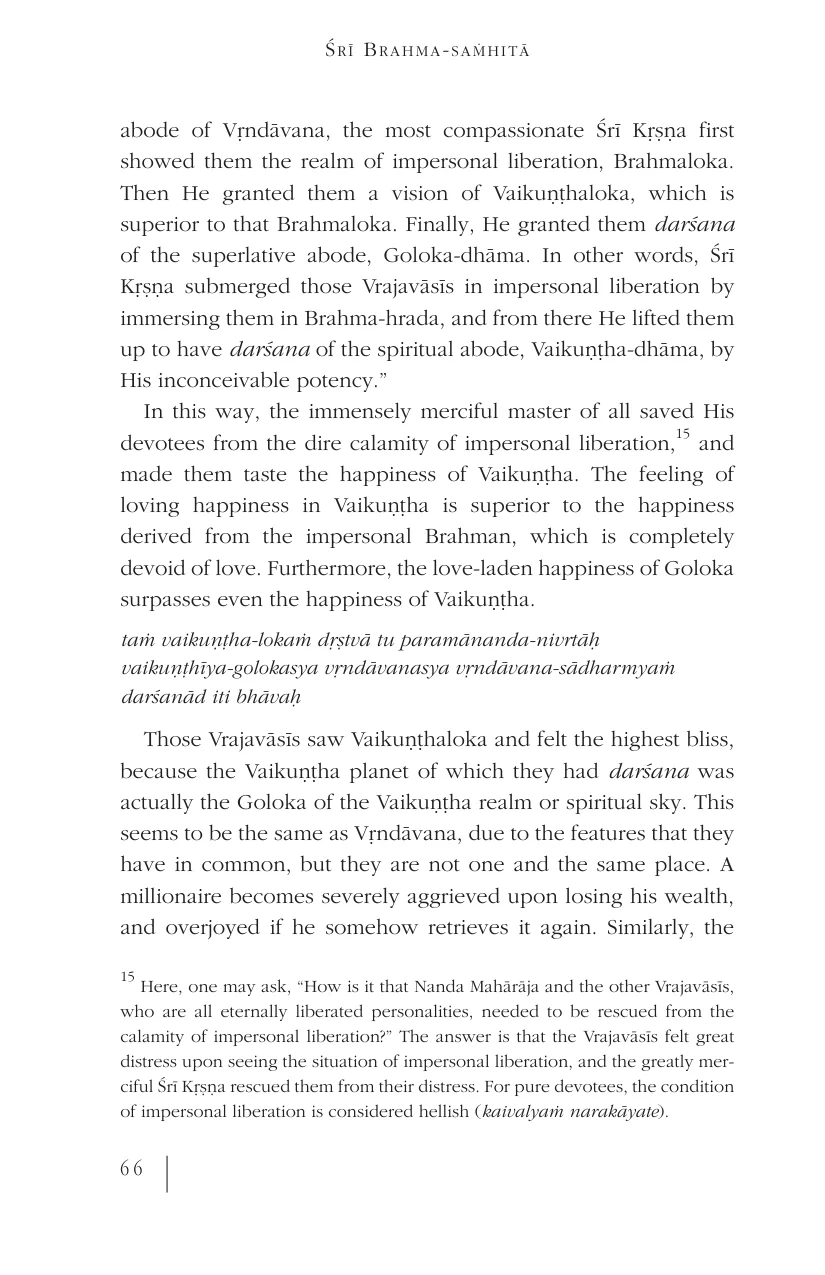 Śrī Brahma-saṁhitā
abode of Vṛndāvana, the most compassionate Śrī Kṛṣṇa first
showed them the realm of impersonal liberation, Brahmaloka.
Then He granted them a vision of Vaikuṇṭhaloka, which is
superior to that Brahmaloka. Finally, He granted them darśana
of the superlative abode, Goloka-dhāma. In other words, Śrī
Kṛṣṇa submerged those Vrajavāsīs in impersonal liberation by
immersing them in Brahma-hrada, and from there He lifted them
up to have darśana of the spiritual abode, Vaikuṇṭha-dhāma, by
His inconceivable potency.”
In this way, the immensely merciful master of all saved His
devotees from the dire calamity of impersonal liberation,15 and
made them taste the happiness of Vaikuṇṭha. The feeling of
loving happiness in Vaikuṇṭha is superior to the happiness
derived from the impersonal Brahman, which is completely
devoid of love. Furthermore, the love-laden happiness of Goloka
surpasses even the happiness of Vaikuṇṭha.
taṁ vaikuṇṭha-lokaṁ dṛṣtvā tu paramānanda-nivrtāḥ
vaikuṇṭhīya-golokasya vṛndāvanasya vṛndāvana-sādharmyaṁ
darśanād iti bhāvaḥ
Those Vrajavāsīs saw Vaikuṇṭhaloka and felt the highest bliss,
because the Vaikuṇṭha planet of which they had darśana was
actually the Goloka of the Vaikuṇṭha realm or spiritual sky. This
seems to be the same as Vṛndāvana, due to the features that they
have in common, but they are not one and the same place. A
millionaire becomes severely aggrieved upon losing his wealth,
and overjoyed if he somehow retrieves it again. Similarly, the
15 Here, one may ask, “How is it that Nanda Mahārāja and the other Vrajavāsīs,
who are all eternally liberated personalities, needed to be rescued from the
calamity of impersonal liberation?” The answer is that the Vrajavāsīs felt great
distress upon seeing the situation of impersonal liberation, and the greatly mer-
ciful Śrī Kṛṣṇa rescued them from their distress. For pure devotees, the condition
of impersonal liberation is considered hellish (kaivalyaṁ narakāyate).
66